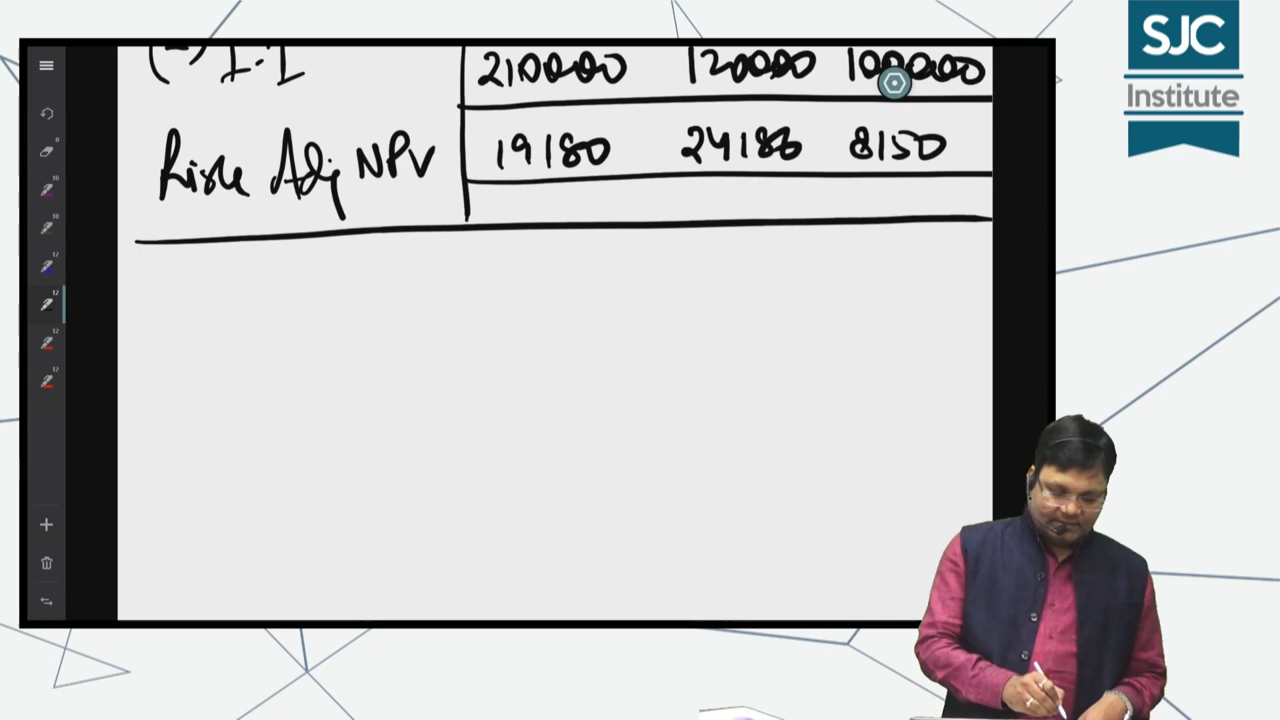 (-) I.I 210000 120000 100000
Risk Adj NPV 19180 24186 8150
SJC
Institute